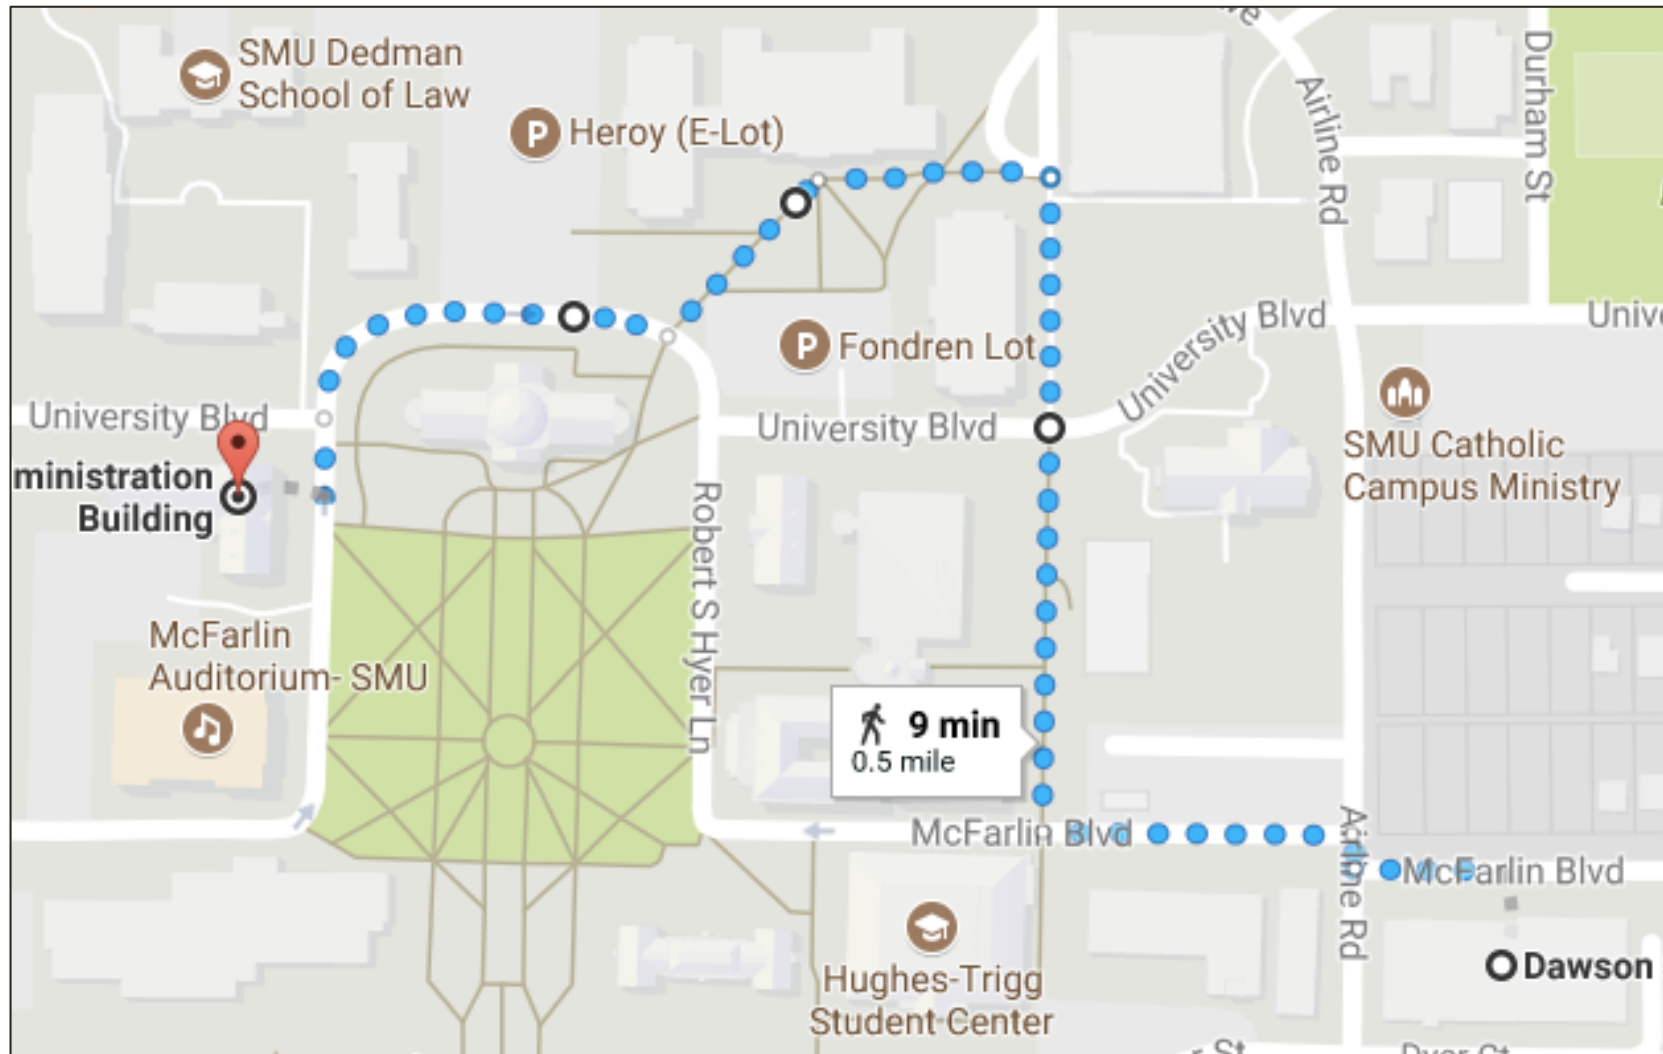 SMU Dedman
School of Law
Heroy (E-Lot)
Airline Rd
Durham St
University Blvd
Fondren Lot
University Blvd
University Blvd
SMU Catholic
Campus Ministry
ministration
Building
Robert S Hyer Ln
McFarlin
Auditorium- SMU
9 min
0.5 mile
McFarlin Blvd
Airline Rd
McFarlin Blvd
Dawson
Hughes-Trigg
Student Center